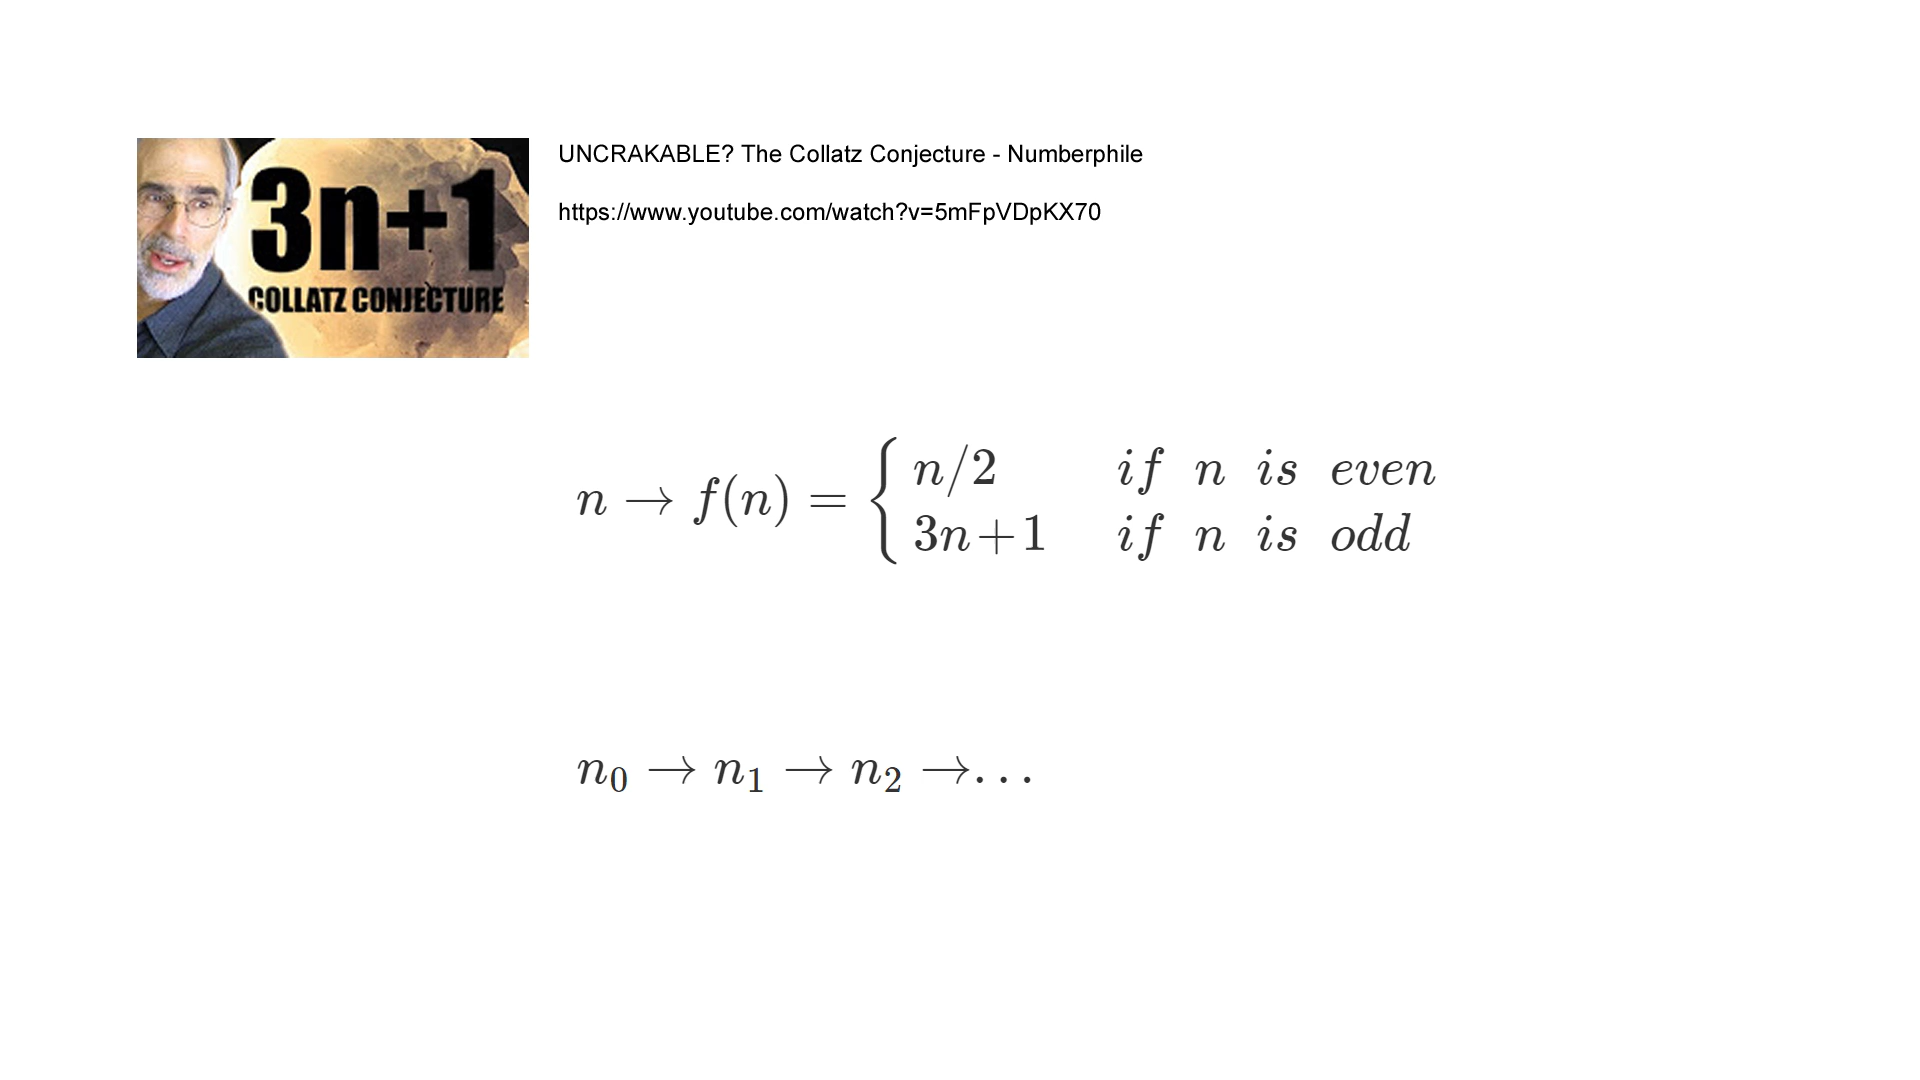 3n+1
COLLATZ CONJECTURE
UNCRAKABLE? The Collatz Conjecture - Numberphile
https://www.youtube.com/watch?v=5mFpVDpKX70
n → f(n) = { n/2 if n is even
3n+1 if n is odd
n₀ → n₁ → n₂ →...